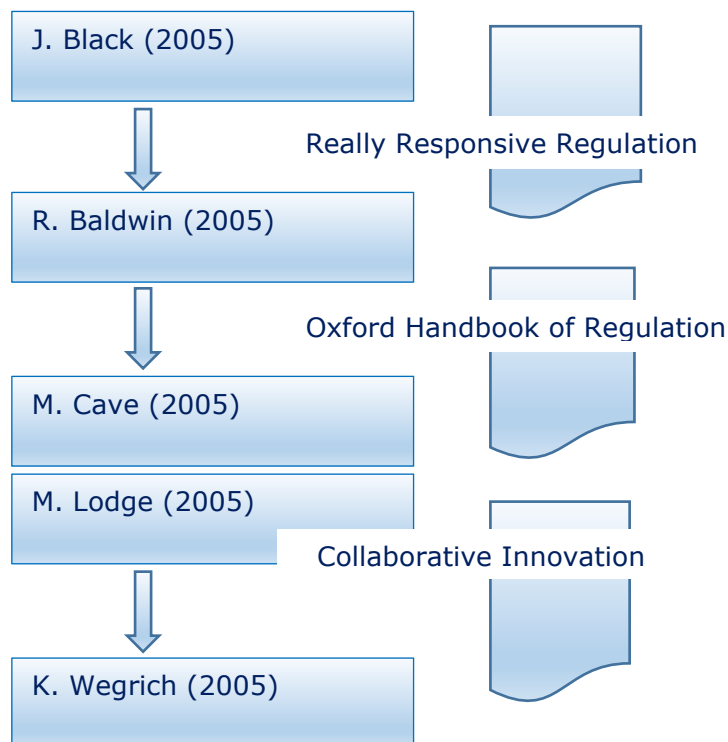 J. Black (2005)
Really Responsive Regulation
R. Baldwin (2005)
Oxford Handbook of Regulation
M. Cave (2005)
M. Lodge (2005)
Collaborative Innovation
K. Wegrich (2005)